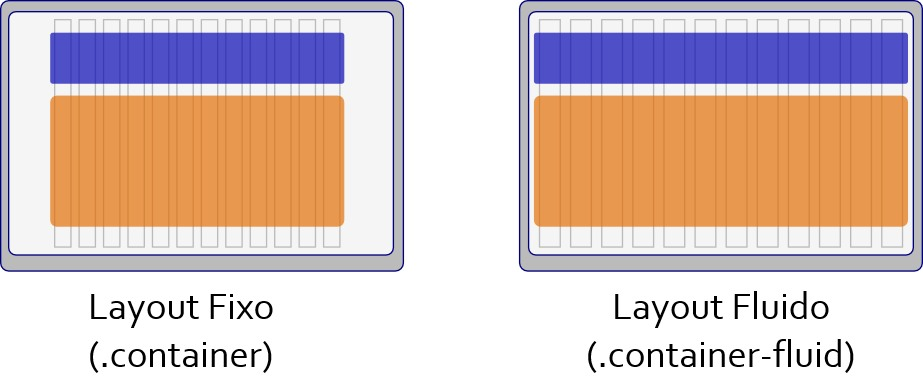 Layout Fixo
(.container)
Layout Fluido
(.container-fluid)